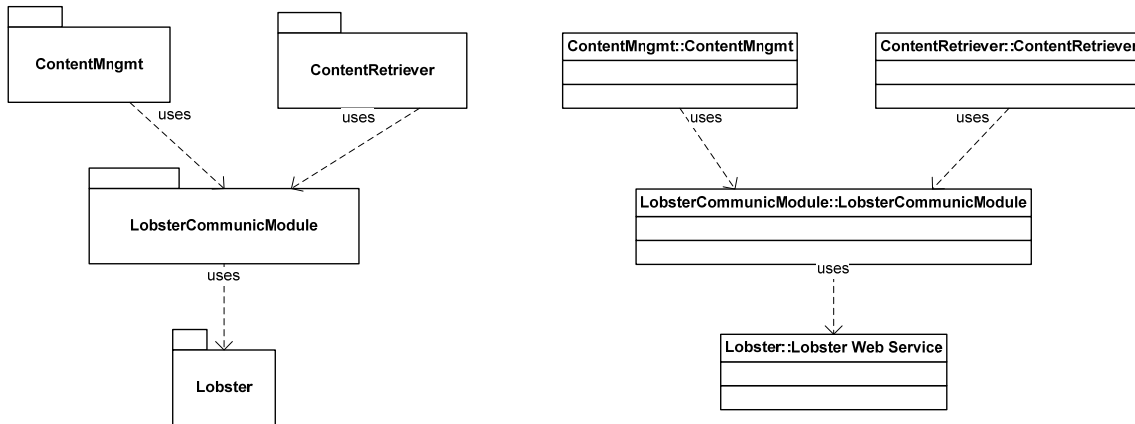 ContentMngmt
ContentRetriever
uses
uses
LobsterCommunicModule
uses
Lobster
ContentMngmt::ContentMngmt
ContentRetriever::ContentRetriever
uses
uses
LobsterCommunicModule::LobsterCommunicModule
uses
Lobster::Lobster Web Service